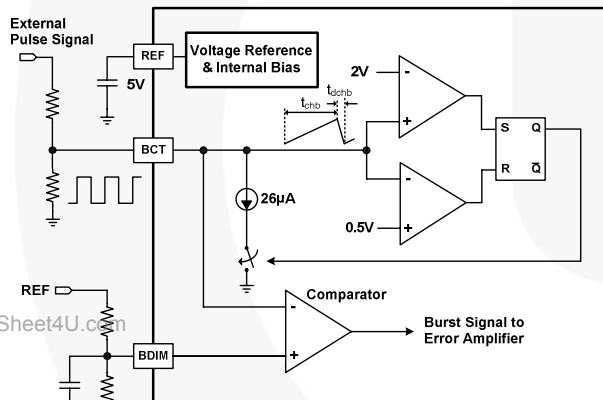 External
Pulse Signal
REF
5V
Voltage Reference
& Internal Bias
2V
-
+
tdchb
tchb
S Q
R Q̅
BCT
26µA
-
0.5V
+
REF
Sheet4U.com
Comparator
-
+
BDIM
Burst Signal to
Error Amplifier